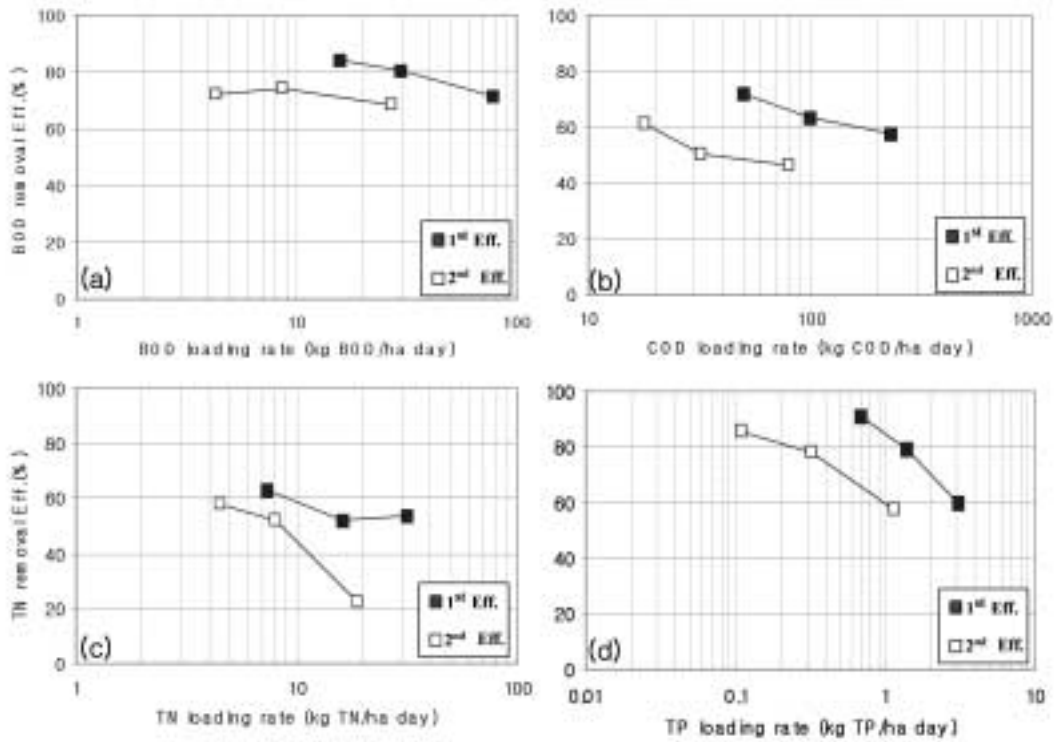 100
80
60
40
20
0
BOD removal Eff.(%)
(a)
1st Eff.
2nd Eff.
1 10 100
BOD loading rate (kg BOD/ha day)
100
80
60
40
20
0
(b)
1st Eff.
2nd Eff.
10 100 1000
COD loading rate (kg COD/ha day)
100
80
60
40
20
0
TN removal Eff.(%)
(c)
1st Eff.
2nd Eff.
1 10 100
TN loading rate (kg TN/ha day)
100
80
60
40
20
0
(d)
1st Eff.
2nd Eff.
0.01 0.1 1 10
TP loading rate (kg TP/ha day)